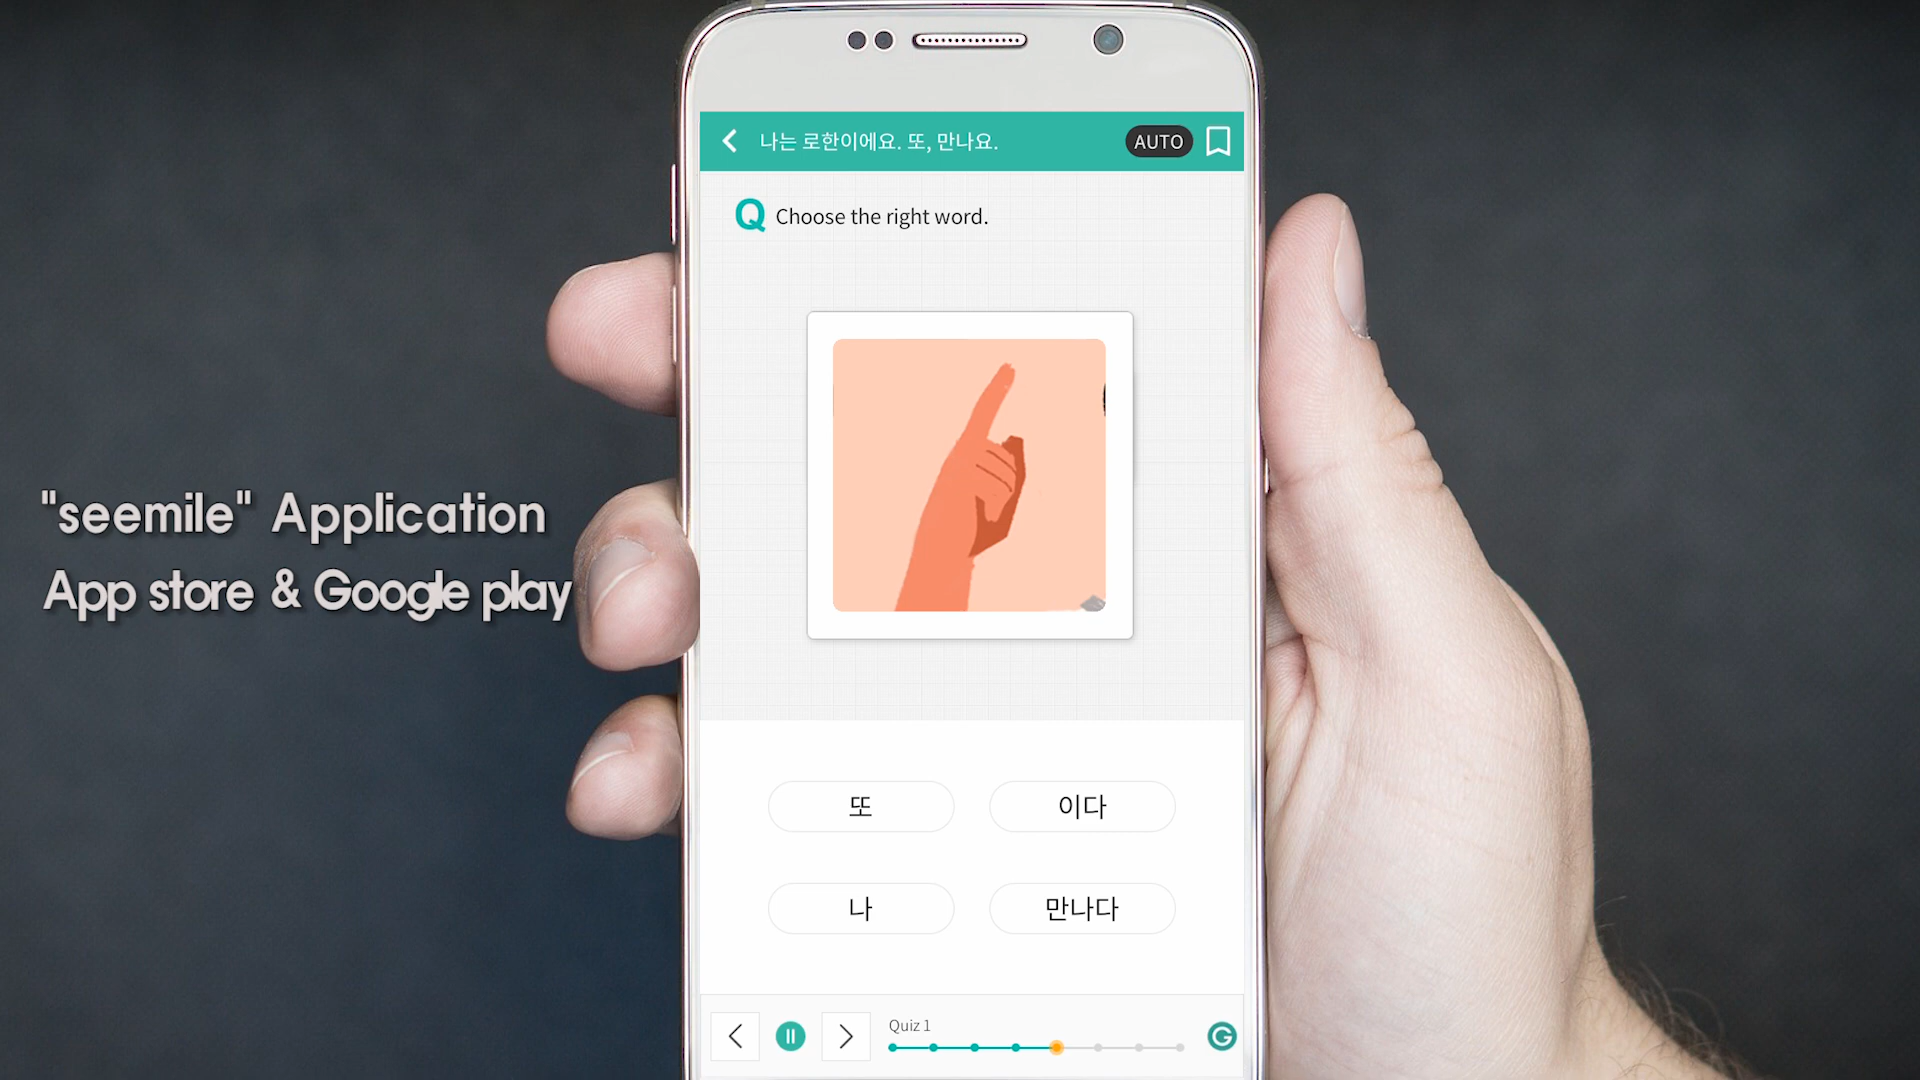 나는 로한이에요. 또, 만나요.
AUTO
Q Choose the right word.
"seemile" Application
App store & Google play
또
이다
나
만나다
Quiz 1
G